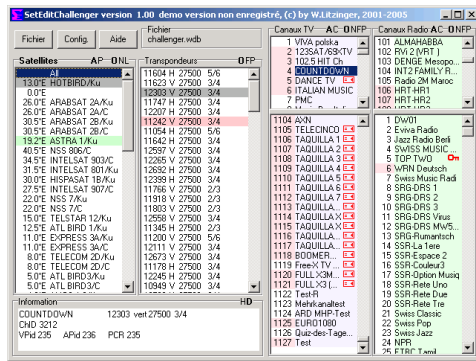 SetEditChallenger version 1.00 demo version non enregistré, (c) by W.Litzinger, 2001-2005
Fichier
Config.
Aide
Fichier
challenger.wdb
Satellites AP ONL
All
13.0°E HOTBIRD/Ku
0.0°E
26.0°E ARABSAT 2A/Ku
26.0°E ARABSAT 2C/C
30.5°E ARABSAT 2B/Ku
30.5°E ARABSAT 2B/C
19.2°E ASTRA 1/Ku
40.5°E NSS 806/C
34.5°E INTELSAT 903/C
31.5°E INTELSAT 801/Ku
30.0°E HISPASAT 1B/Ku
27.5°E INTELSAT 907/C
22.0°E NSS 7/Ku
22.0°E NSS 7/C
15.0°E TELSTAR 12/Ku
12.5°E ATL BIRD 1/Ku
11.0°E EXPRESS 3A/Ku
11.0°E EXPRESS 3A/C
8.0°E TELECOM 2D/Ku
8.0°E TELECOM 2D/C
5.0°E ATL BIRD3/Ku
5.0°E ATL BIRD3/C
Transpondeurs OFP
11604 H 27500 5/6
11623 V 27500 3/4
12303 V 27500 3/4
11747 H 27500 3/4
12207 H 27500 3/4
11242 V 27500 3/4
11054 H 27500 5/6
11642 H 27500 3/4
12597 V 27500 3/4
11265 V 27500 3/4
12692 H 27500 3/4
12399 H 27500 3/4
11766 V 27500 2/3
11918 V 27500 2/3
11803 V 27500 2/3
12558 V 27500 3/4
11345 H 27500 2/3
11200 V 27500 5/6
12111 V 27500 3/4
12673 V 27500 3/4
11178 H 27500 3/4
12245 H 27500 3/4
10949 V 27500 3/4
Canaux TV A ONFP
1 VIVA polska
2 123SAT/69XTV
3 102.5 HIT Ch
4 COUNTDOWN
5 DANCE TV
6 ITALIAN MUSIC
7 PMC
1104 AXN
1105 TELECINCO
1106 TAQUILLA 1
1107 TAQUILLA 2
1108 TAQUILLA 3
1109 TAQUILLA 4
1110 TAQUILLA 5
1111 TAQUILLA 6
1112 TAQUILLA 7
1113 TAQUILLA
1114 TAQUILLA X
1115 TAQUILLA X
1116 TAQUILLA...
1117 TAQUILLA...
1118 BOOMER...
1119 Free-X TV ...
1120 FULL X3M...
1121 FULL X3 (...
1122 Test-R
1123 Mehrkanaltest
1124 ARD MHP-Test
1125 EURO1080
1126 Quiz-des-Tage...
1127 Test
Canaux Radio AC ONFP
101 ALMAHABBA
102 RVi 2 (VRT )
103 DENGE Mesopo...
104 INT2 FAMILY R...
105 Radio 2M Maroc
106 HRT-HR1
107 HRT-HR2
1 DW01
2 Eviva Radio
3 Jazz Radio Berli
4 SWISS MUSIC ...
5 TOP TWO
6 WRN Deutsch
7 Swiss Music Radi
8 SRG-DRS 1
9 SRG-DRS 2
10 SRG-DRS 3
11 SRG-DRS Virus
12 SRG-DRS MW5...
13 SRG-Rumantsch
14 SSR-La 1ere
15 SSR-Espace 2
16 SSR-Couleur3
17 SSR-Option Musiq
18 SSR-Rete Uno
19 SSR-Rete Due
20 SSR-Rete Tre
21 Swiss Classic
22 Swiss Pop
23 Swiss Jazz
24 NPR
25 ETBC Tamil
Information HD
COUNTDOWN 12303 vert 27500 3/4
ChID 3212
VPid 235 APid 236 PCR 235